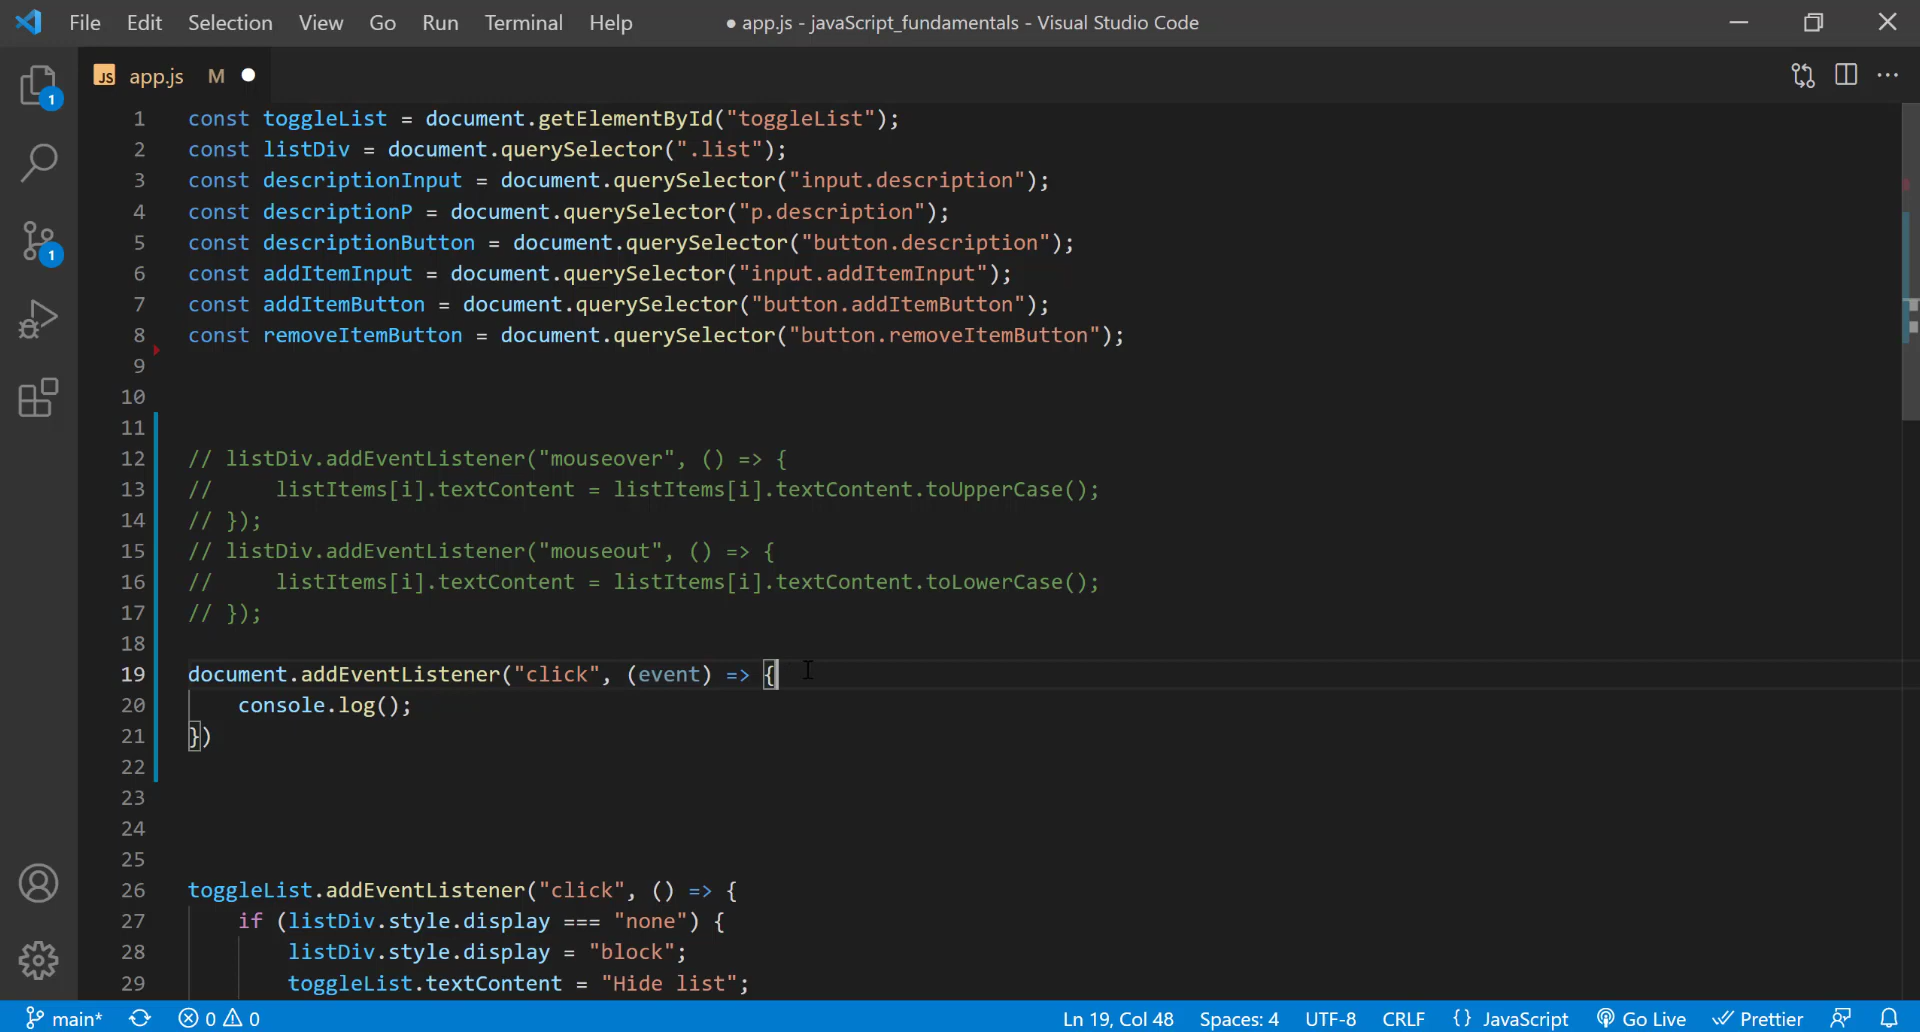 File Edit Selection View Go Run Terminal Help ● app.js - javaScript_fundamentals - Visual Studio Code
JS app.js M
1 const toggleList = document.getElementById("toggleList");
2 const listDiv = document.querySelector(".list");
3 const descriptionInput = document.querySelector("input.description");
4 const descriptionP = document.querySelector("p.description");
5 const descriptionButton = document.querySelector("button.description");
6 const addItemInput = document.querySelector("input.addItemInput");
7 const addItemButton = document.querySelector("button.addItemButton");
8 const removeItemButton = document.querySelector("button.removeItemButton");
9
10
11
12 // listDiv.addEventListener("mouseover", () => {
13 //     listItems[i].textContent = listItems[i].textContent.toUpperCase();
14 // });
15 // listDiv.addEventListener("mouseout", () => {
16 //     listItems[i].textContent = listItems[i].textContent.toLowerCase();
17 // });
18
19 document.addEventListener("click", (event) => {
20     console.log();
21 })
22
23
24
25
26 toggleList.addEventListener("click", () => {
27     if (listDiv.style.display === "none") {
28         listDiv.style.display = "block";
29         toggleList.textContent = "Hide list";
1
1
main* 0 0 Ln 19, Col 48 Spaces: 4 UTF-8 CRLF {} JavaScript Go Live Prettier